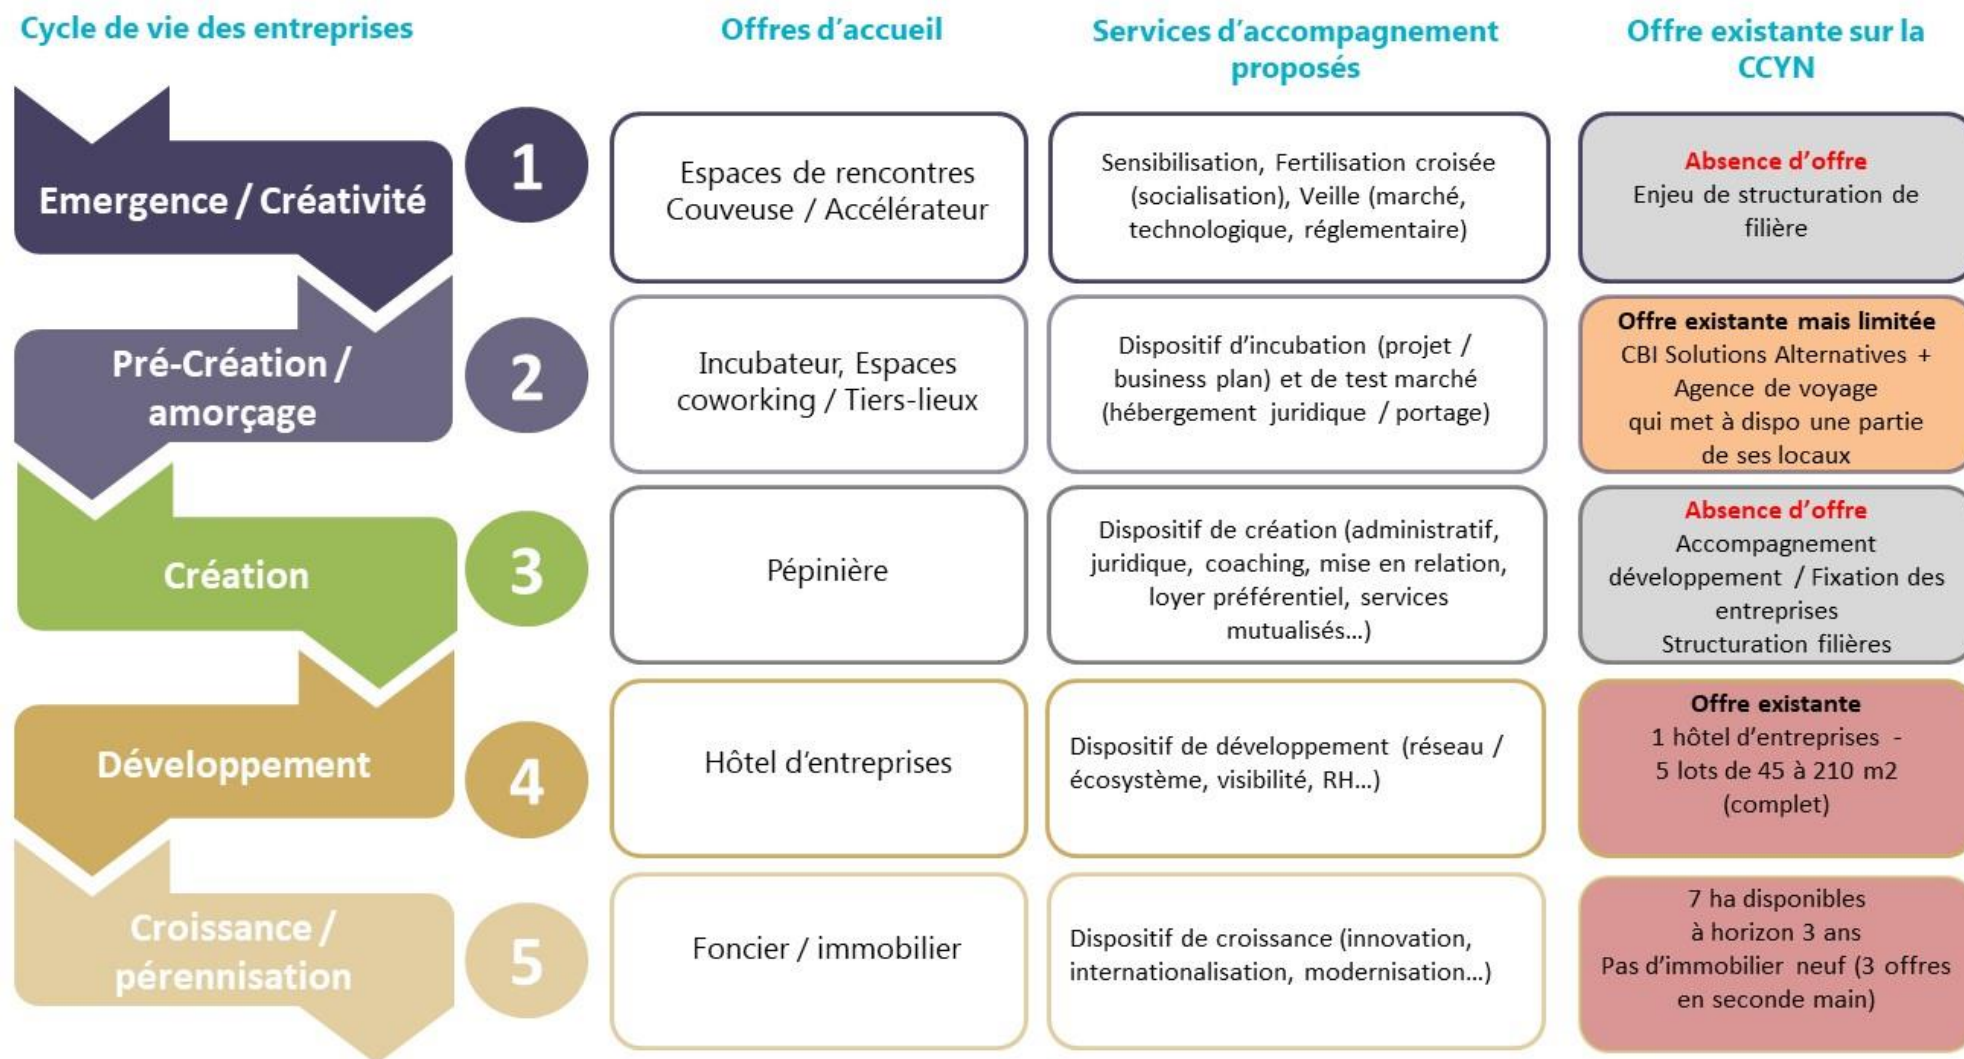 Cycle de vie des entreprises
Offres d'accueil
Services d'accompagnement
proposés
Offre existante sur la
CCYN
Emergence / Créativité
1
Espaces de rencontres
Couveuse / Accélérateur
Sensibilisation, Fertilisation croisée
(socialisation), Veille (marché,
technologique, réglementaire)
Absence d'offre
Enjeu de structuration de
filière
Pré-Création /
amorçage
2
Incubateur, Espaces
coworking / Tiers-lieux
Dispositif d'incubation (projet /
business plan) et de test marché
(hébergement juridique / portage)
Offre existante mais limitée
CBI Solutions Alternatives +
Agence de voyage
qui met à dispo une partie
de ses locaux
Création
3
Pépinière
Dispositif de création (administratif,
juridique, coaching, mise en relation,
loyer préférentiel, services
mutualisés…)
Absence d'offre
Accompagnement
développement / Fixation des
entreprises
Structuration filières
Développement
4
Hôtel d'entreprises
Dispositif de développement (réseau /
écosystème, visibilité, RH…)
Offre existante
1 hôtel d'entreprises -
5 lots de 45 à 210 m2
(complet)
Croissance /
pérennisation
5
Foncier / immobilier
Dispositif de croissance (innovation,
internationalisation, modernisation…)
7 ha disponibles
à horizon 3 ans
Pas d'immobilier neuf (3 offres
en seconde main)